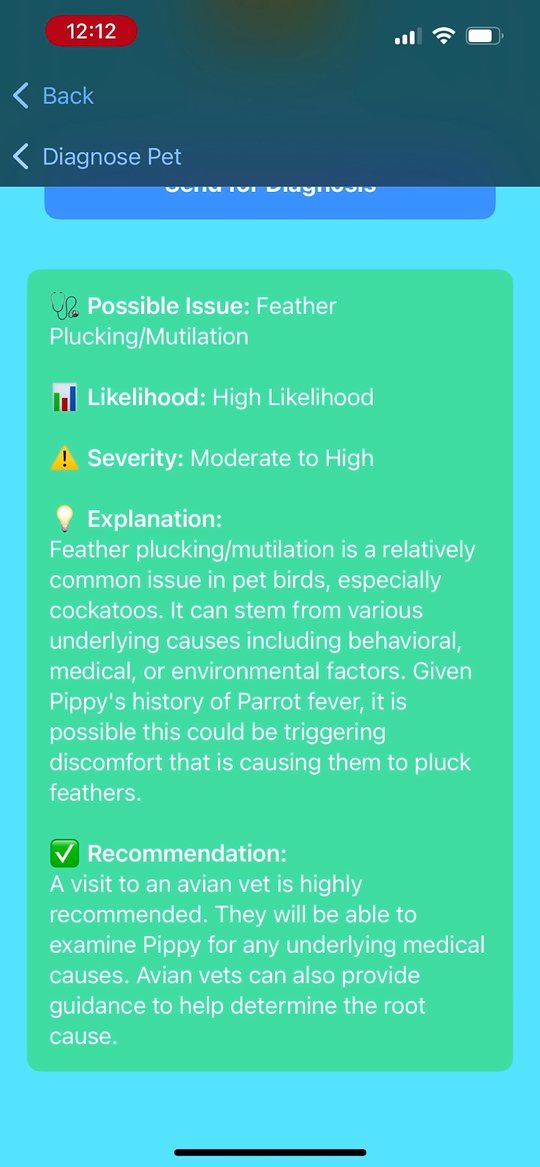 12:12
Back
Diagnose Pet
Send for Diagnosis
Possible Issue: Feather
Plucking/Mutilation
Likelihood: High Likelihood
Severity: Moderate to High
Explanation:
Feather plucking/mutilation is a relatively
common issue in pet birds, especially
cockatoos. It can stem from various
underlying causes including behavioral,
medical, or environmental factors. Given
Pippy's history of Parrot fever, it is
possible this could be triggering
discomfort that is causing them to pluck
feathers.
Recommendation:
A visit to an avian vet is highly
recommended. They will be able to
examine Pippy for any underlying medical
causes. Avian vets can also provide
guidance to help determine the root
cause.